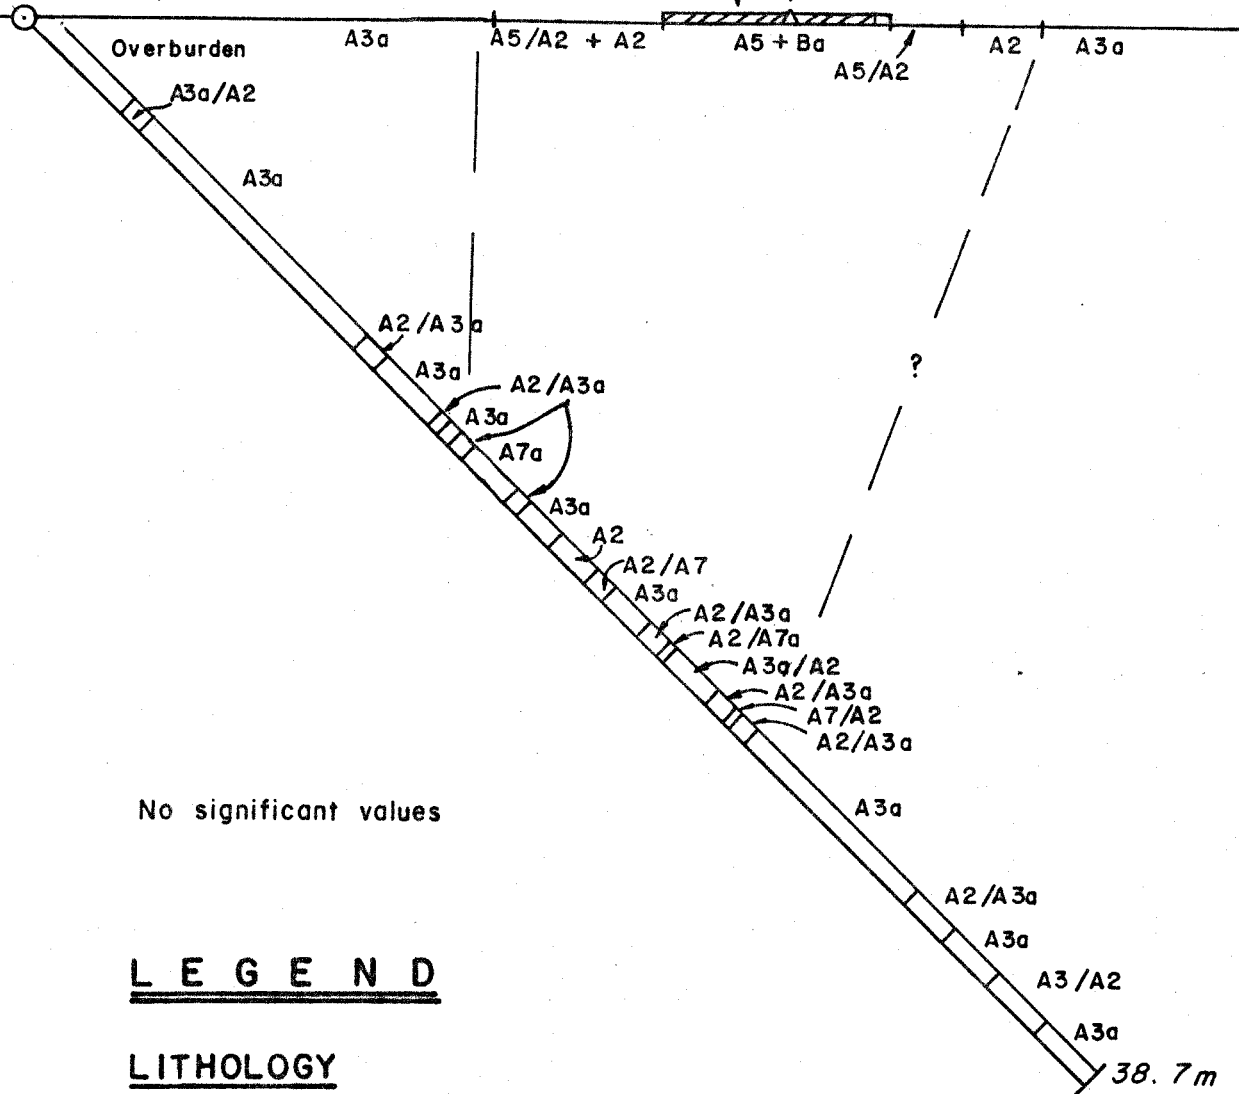 Overburden
A3a
A5/A2 + A2
A5 + Ba
A5/A2
A2
A3a
A3a/A2
A3a
A2/A3a
A3a
A2/A3a
A3a
A7a
A3a
A2
A2/A7
A3a
A2/A3a
A2/A7a
A3a/A2
A2/A3a
A7/A2
A2/A3a
?
No significant values
A3a
A2/A3a
A3a
A3/A2
A3a
38.7m
LEGEND
LITHOLOGY